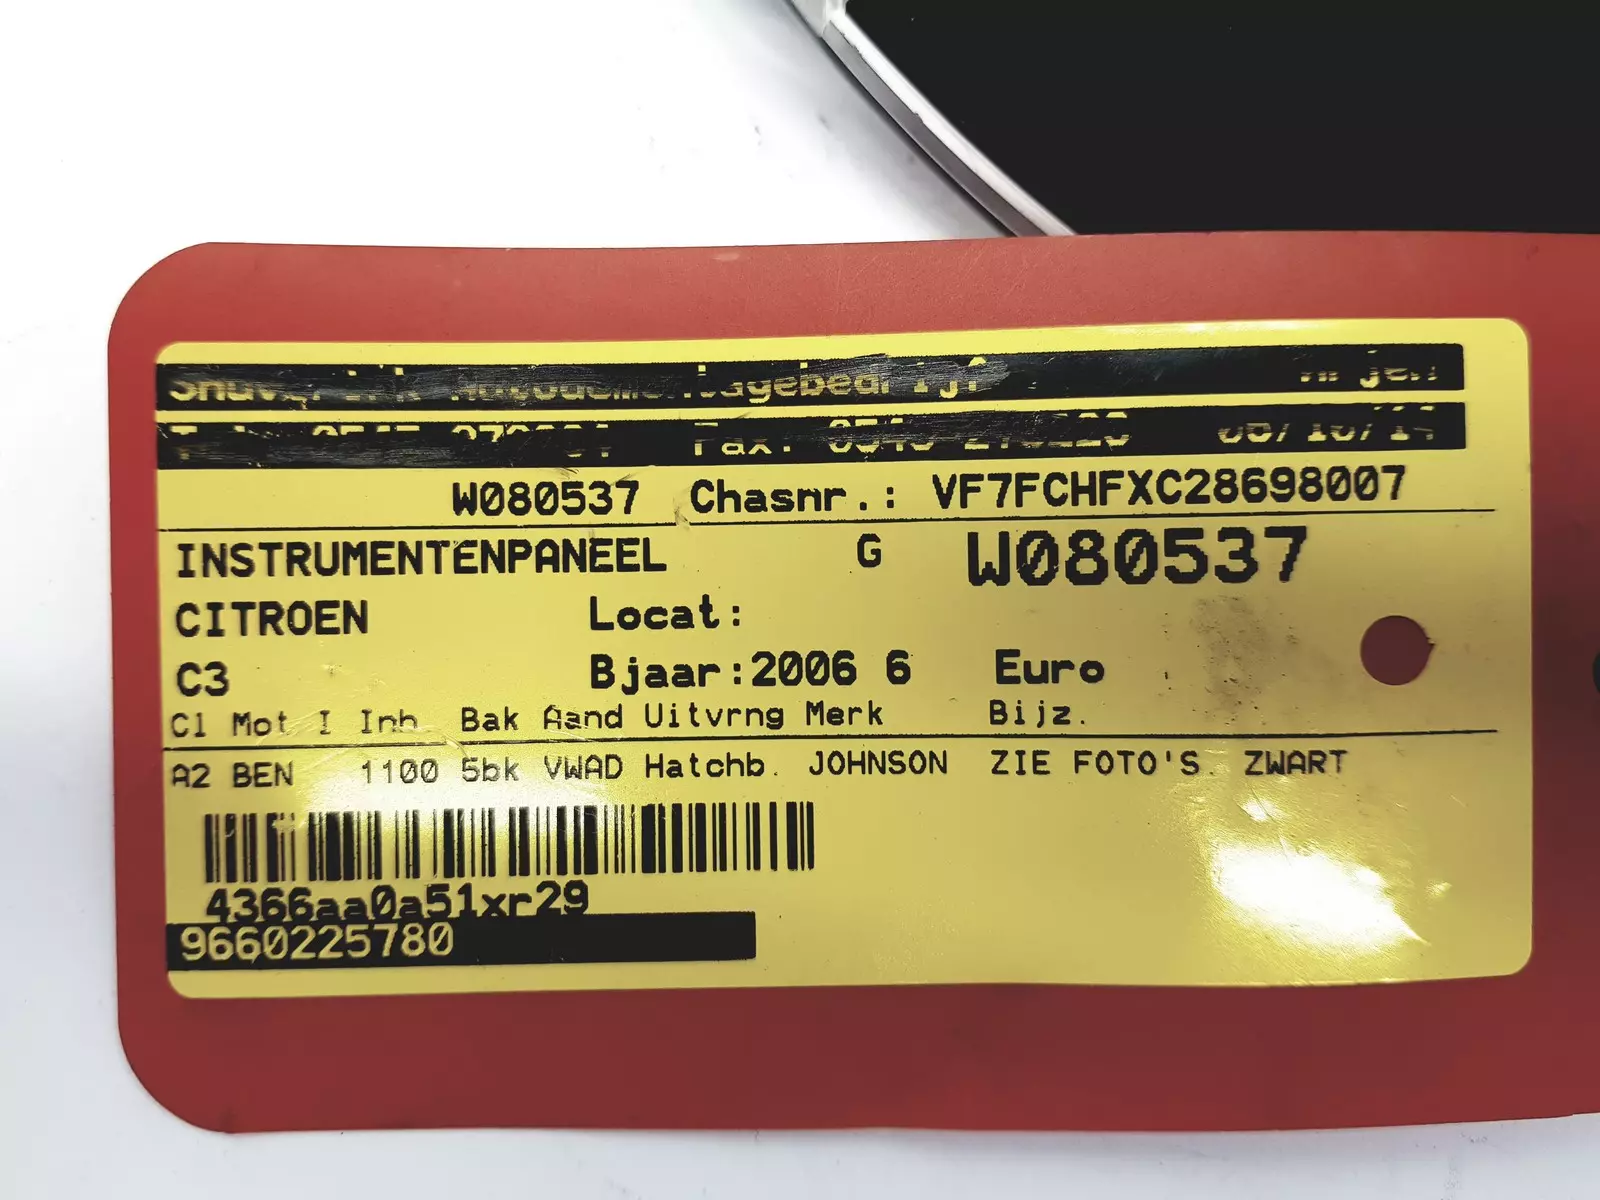 Fax:
W080537 Chasnr.: VF7FCHFXC28698007
INSTRUMENTENPANEEL G W080537
CITROEN Locat:
C3 Bjaar:2006 6 Euro
Cl Mot I Inh. Bak Aand Uitvrng Merk Bijz.
A2 BEN 1100 5bk VWAD Hatchb. JOHNSON ZIE FOTO'S. ZWART
4366aa0a51xr29
9660225780